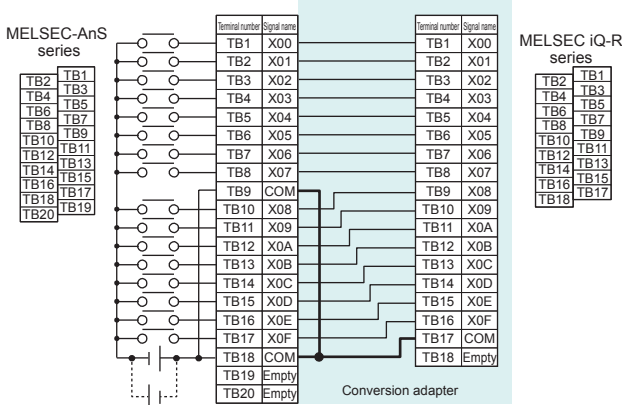 MELSEC-AnS
series
TB2
TB4
TB6
TB8
TB10
TB12
TB14
TB16
TB18
TB20
TB1
TB3
TB5
TB7
TB9
TB11
TB13
TB15
TB17
TB19
Terminal number Signal name
TB1 X00
TB2 X01
TB3 X02
TB4 X03
TB5 X04
TB6 X05
TB7 X06
TB8 X07
TB9 COM
TB10 X08
TB11 X09
TB12 X0A
TB13 X0B
TB14 X0C
TB15 X0D
TB16 X0E
TB17 X0F
TB18 COM
TB19 Empty
TB20 Empty
Terminal number Signal name
TB1 X00
TB2 X01
TB3 X02
TB4 X03
TB5 X04
TB6 X05
TB7 X06
TB8 X07
TB9 X08
TB10 X09
TB11 X0A
TB12 X0B
TB13 X0C
TB14 X0D
TB15 X0E
TB16 X0F
TB17 COM
TB18 Empty
Conversion adapter
MELSEC iQ-R
series
TB2
TB4
TB6
TB8
TB10
TB12
TB14
TB16
TB18
TB1
TB3
TB5
TB7
TB9
TB11
TB13
TB15
TB17